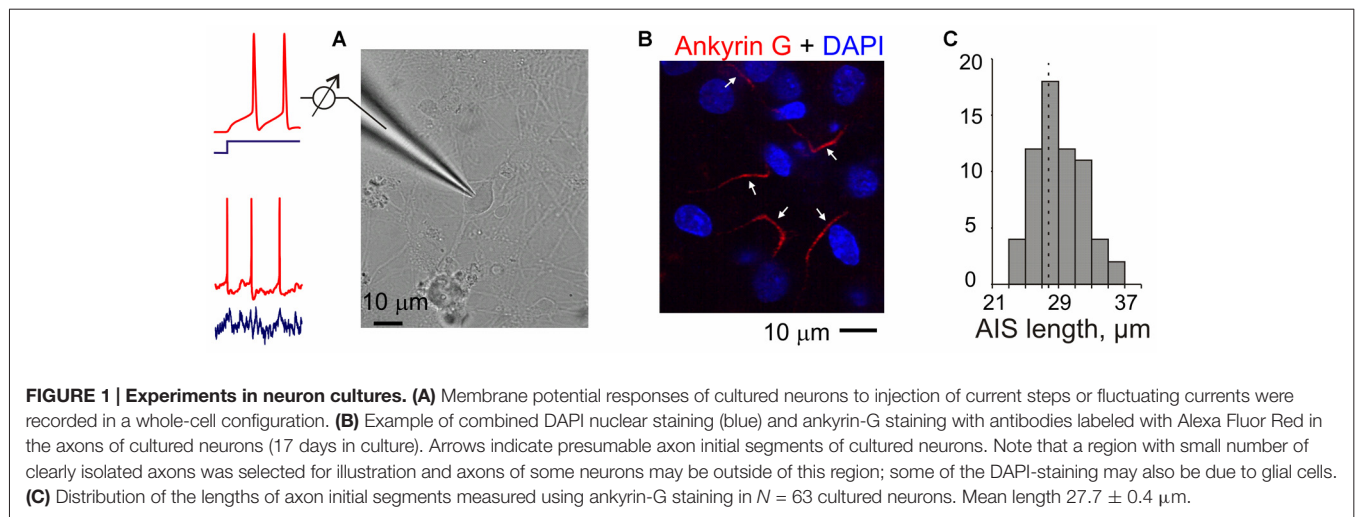 A
10 μm
B
Ankyrin G + DAPI
10 μm
C
20
15
10
5
0
21 29 37
AIS length, μm
FIGURE 1 | Experiments in neuron cultures. (A) Membrane potential responses of cultured neurons to injection of current steps or fluctuating currents were
recorded in a whole-cell configuration. (B) Example of combined DAPI nuclear staining (blue) and ankyrin-G staining with antibodies labeled with Alexa Fluor Red in
the axons of cultured neurons (17 days in culture). Arrows indicate presumable axon initial segments of cultured neurons. Note that a region with small number of
clearly isolated axons was selected for illustration and axons of some neurons may be outside of this region; some of the DAPI-staining may also be due to glial cells.
(C) Distribution of the lengths of axon initial segments measured using ankyrin-G staining in N = 63 cultured neurons. Mean length 27.7 ± 0.4 μm.